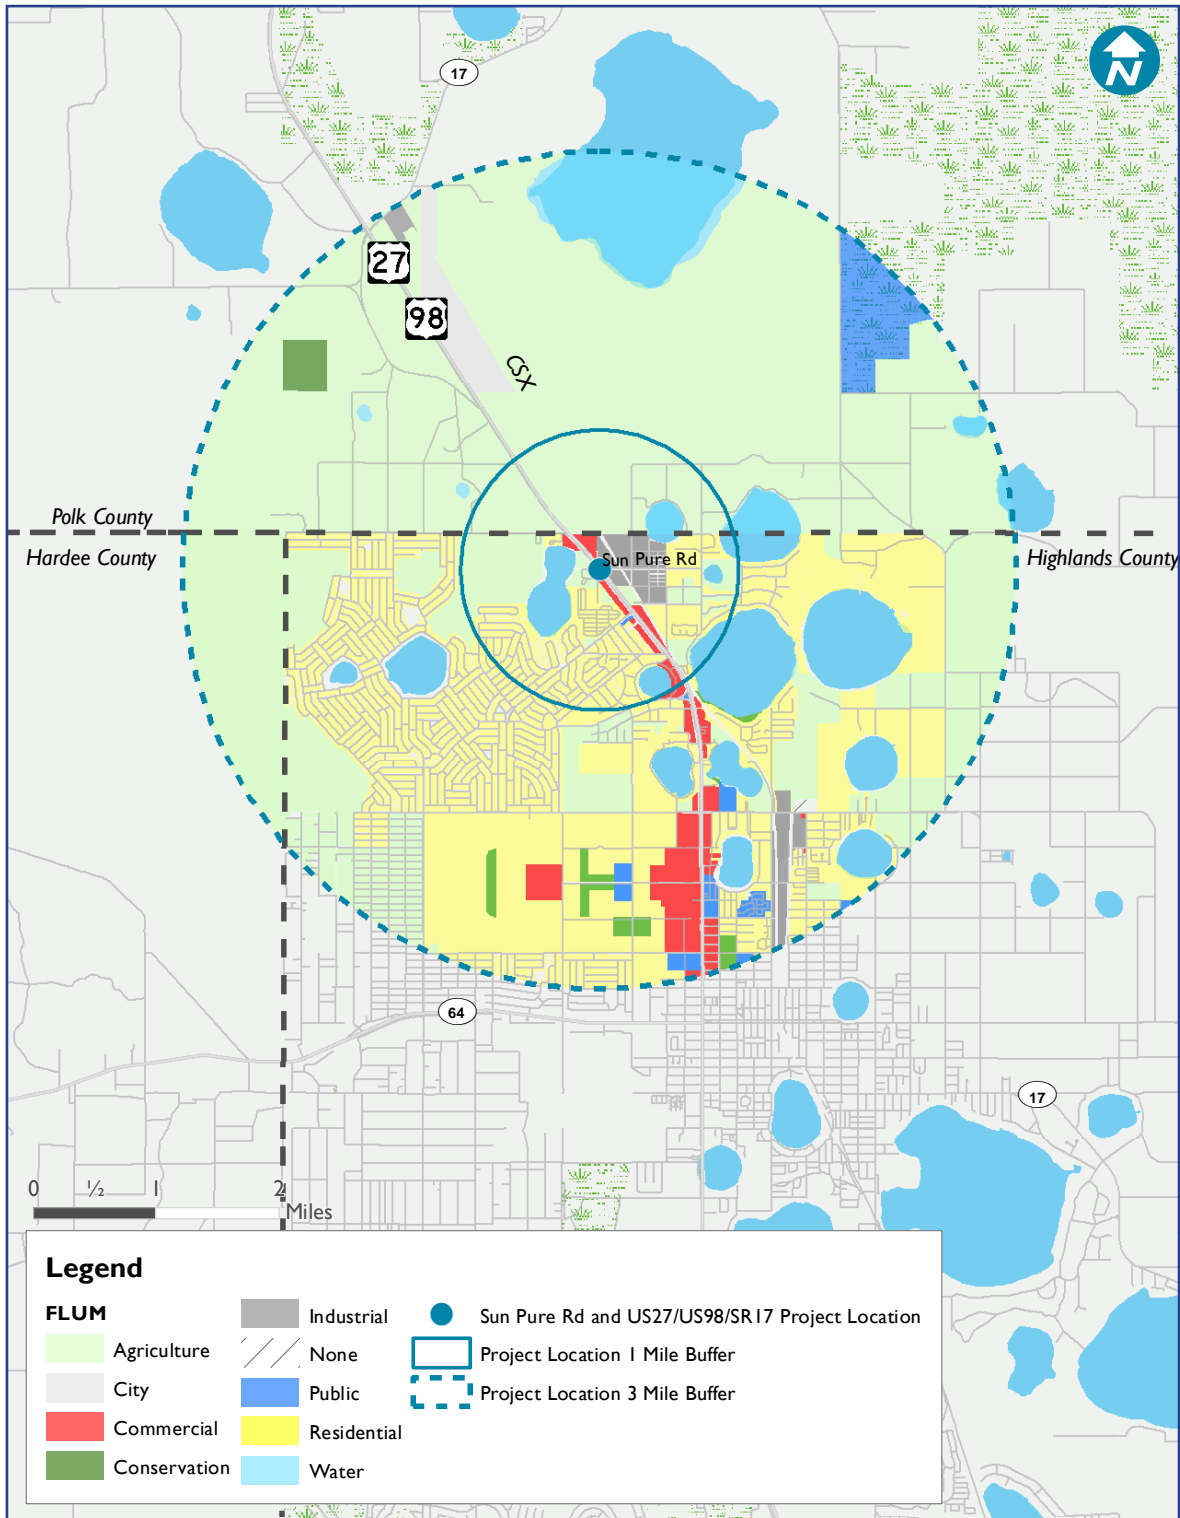 N
17
27
98
CSX
Polk County
Hardee County
Highlands County
Sun Pure Rd
64
17
0 ½ 1 2
Miles
Legend
FLUM
Agriculture
City
Commercial
Conservation
Industrial
None
Public
Residential
Water
Sun Pure Rd and US27/US98/SR17 Project Location
Project Location 1 Mile Buffer
Project Location 3 Mile Buffer